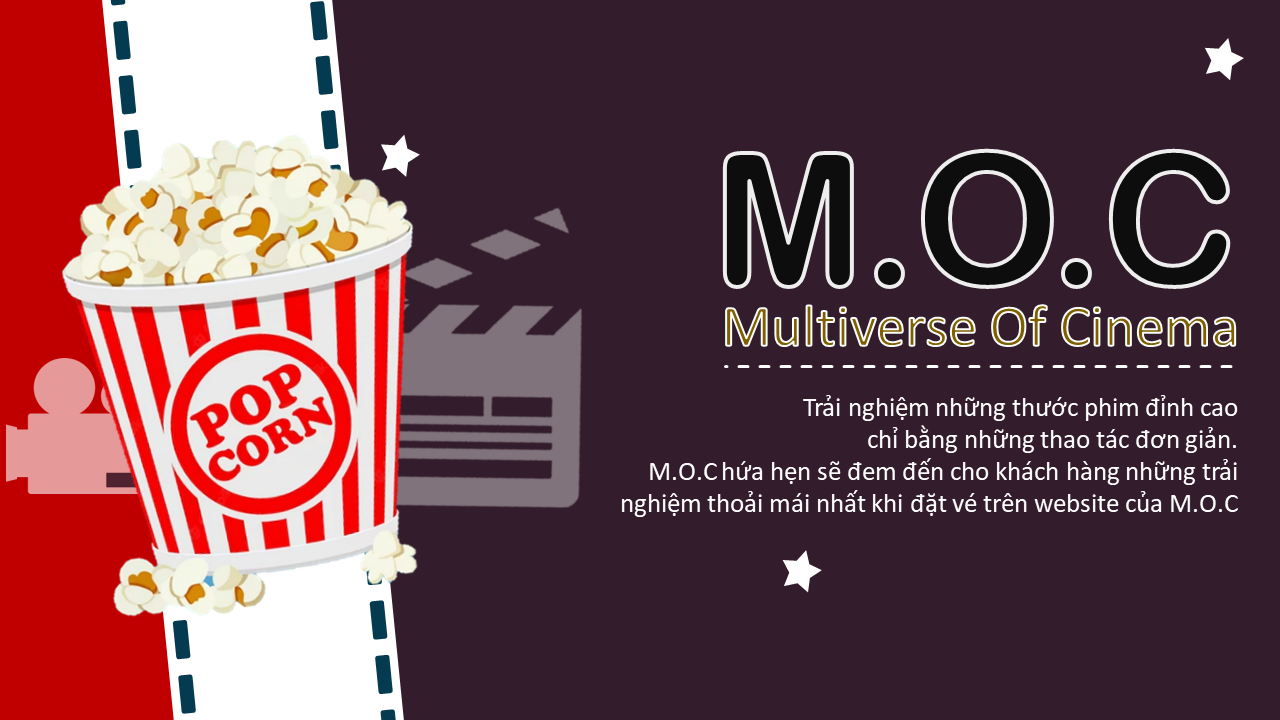 M.O.C
Multiverse Of Cinema
Trải nghiệm những thước phim đỉnh cao
chỉ bằng những thao tác đơn giản.
M.O.C hứa hẹn sẽ đem đến cho khách hàng những trải
nghiệm thoải mái nhất khi đặt vé trên website của M.O.C
POP
CORN